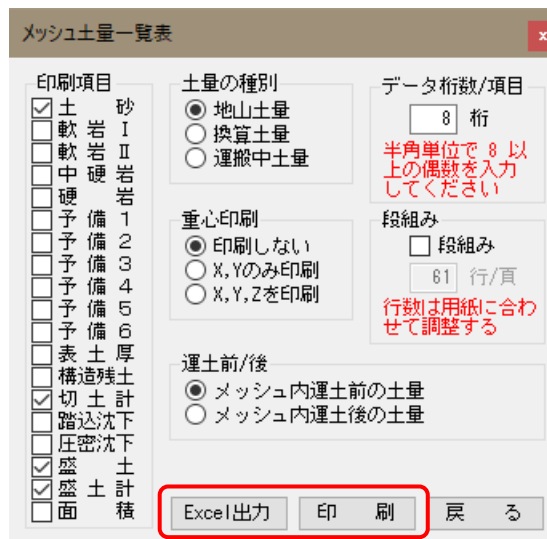 メッシュ土量一覧表
x
印刷項目
土　　砂
軟 岩 Ⅰ
軟 岩 Ⅱ
中 硬 岩
硬　　岩
予 備 1
予 備 2
予 備 3
予 備 4
予 備 5
予 備 6
表 土 厚
構造残土
切 土 計
踏込沈下
圧密沈下
盛　　土
盛 土 計
面　　積
土量の種別
地山土量
換算土量
運搬中土量
データ桁数/項目
8 桁
半角単位で 8 以
上の偶数を入力
してください
重心印刷
印刷しない
X,Yのみ印刷
X,Y,Zを印刷
段組み
段組み
61 行/頁
行数は用紙に合わ
せて調整する
運土前/後
メッシュ内運土前の土量
メッシュ内運土後の土量
Excel出力
印　　刷
戻　　る